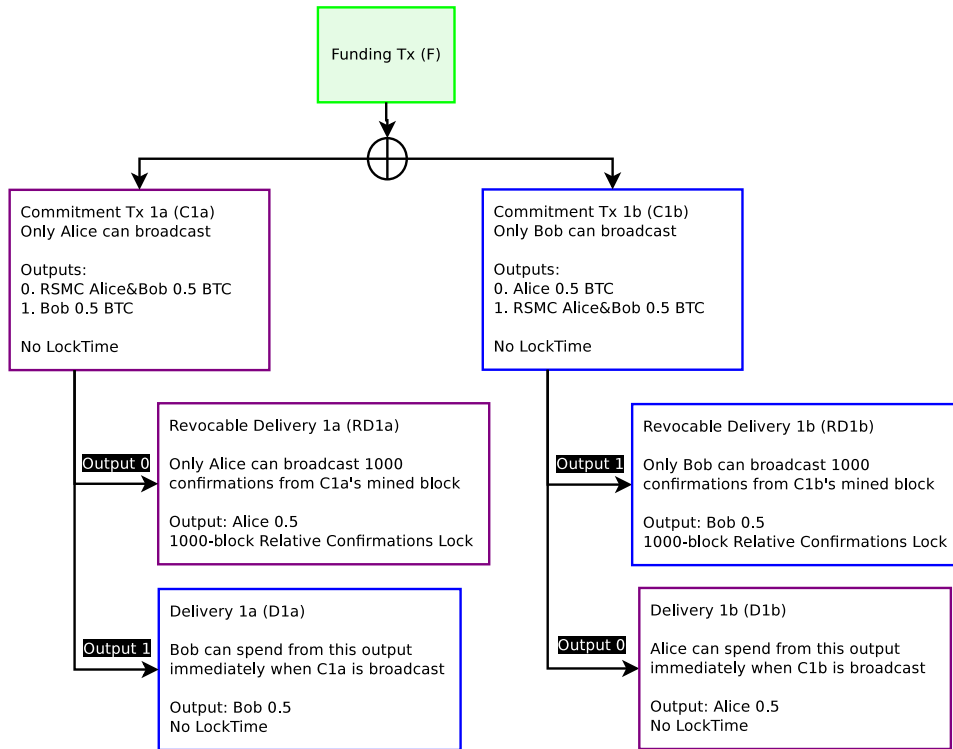 Funding Tx (F)
Commitment Tx 1a (C1a)
Only Alice can broadcast
Outputs:
0. RSMC Alice&Bob 0.5 BTC
1. Bob 0.5 BTC
No LockTime
Commitment Tx 1b (C1b)
Only Bob can broadcast
Outputs:
0. Alice 0.5 BTC
1. RSMC Alice&Bob 0.5 BTC
No LockTime
Output 0
Revocable Delivery 1a (RD1a)
Only Alice can broadcast 1000
confirmations from C1a's mined block
Output: Alice 0.5
1000-block Relative Confirmations Lock
Output 1
Revocable Delivery 1b (RD1b)
Only Bob can broadcast 1000
confirmations from C1b's mined block
Output: Bob 0.5
1000-block Relative Confirmations Lock
Output 1
Delivery 1a (D1a)
Bob can spend from this output
immediately when C1a is broadcast
Output: Bob 0.5
No LockTime
Output 0
Delivery 1b (D1b)
Alice can spend from this output
immediately when C1b is broadcast
Output: Alice 0.5
No LockTime